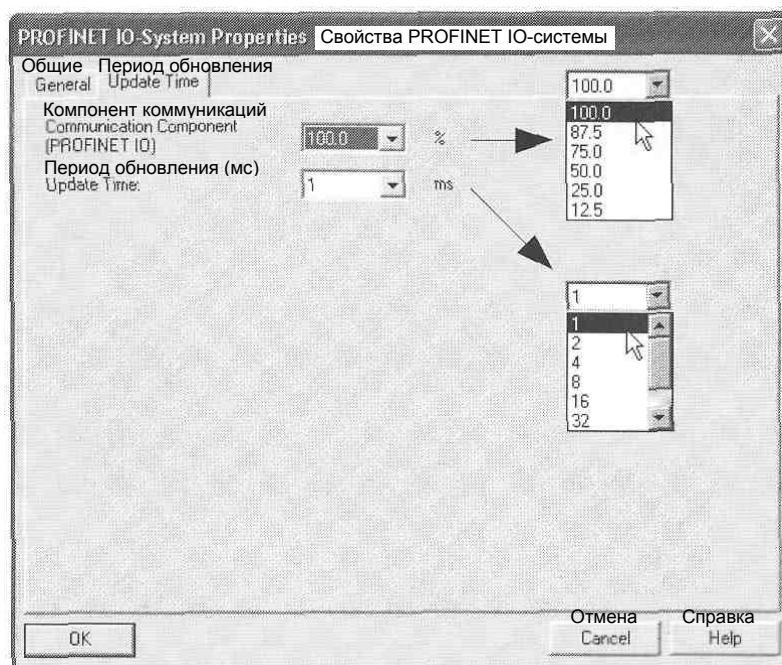 PROFINET IO-System Properties Свойства PROFINET IO-системы
Общие Период обновления
General Update Time
100.0
Компонент коммуникаций
Communication Component
(PROFINET IO)
100.0 %
100.0
87.5
75.0
50.0
25.0
12.5
Период обновления (мс)
Update Time:
1 ms
1
1
2
4
8
16
32
Отмена Справка
OK Cancel Help